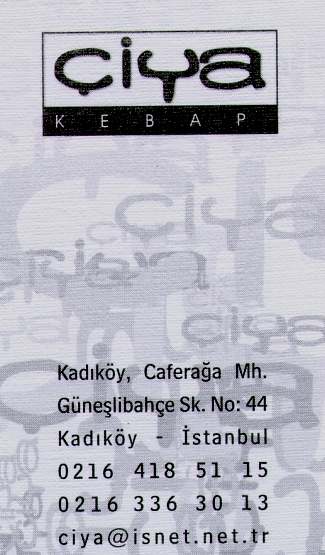 çiya
KEBAP
Kadıköy, Caferağa Mh.
Güneşlibahçe Sk. No: 44
Kadıköy - İstanbul
0216 418 51 15
0216 336 30 13
ciya@isnet.net.tr